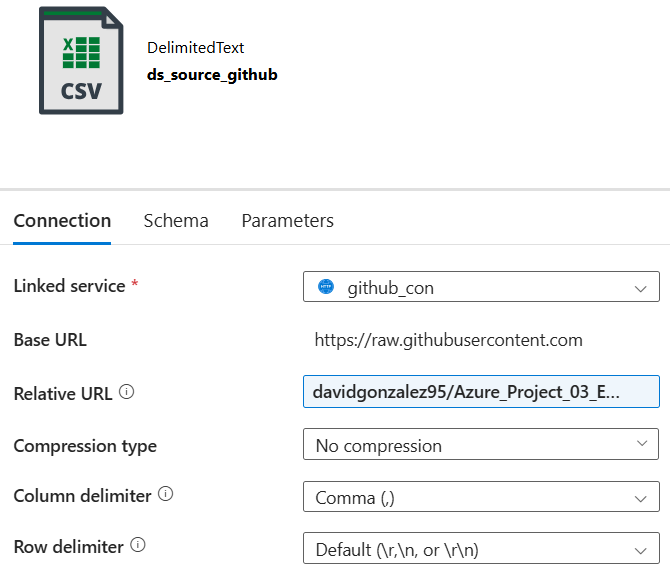 DelimitedText
ds_source_github
X
CSV
Connection Schema Parameters
Linked service *
HTTP github_con
Base URL https://raw.githubusercontent.com
Relative URL davidgonzalez95/Azure_Project_03_E...
Compression type No compression
Column delimiter Comma (,)
Row delimiter Default (\r,\n, or \r\n)